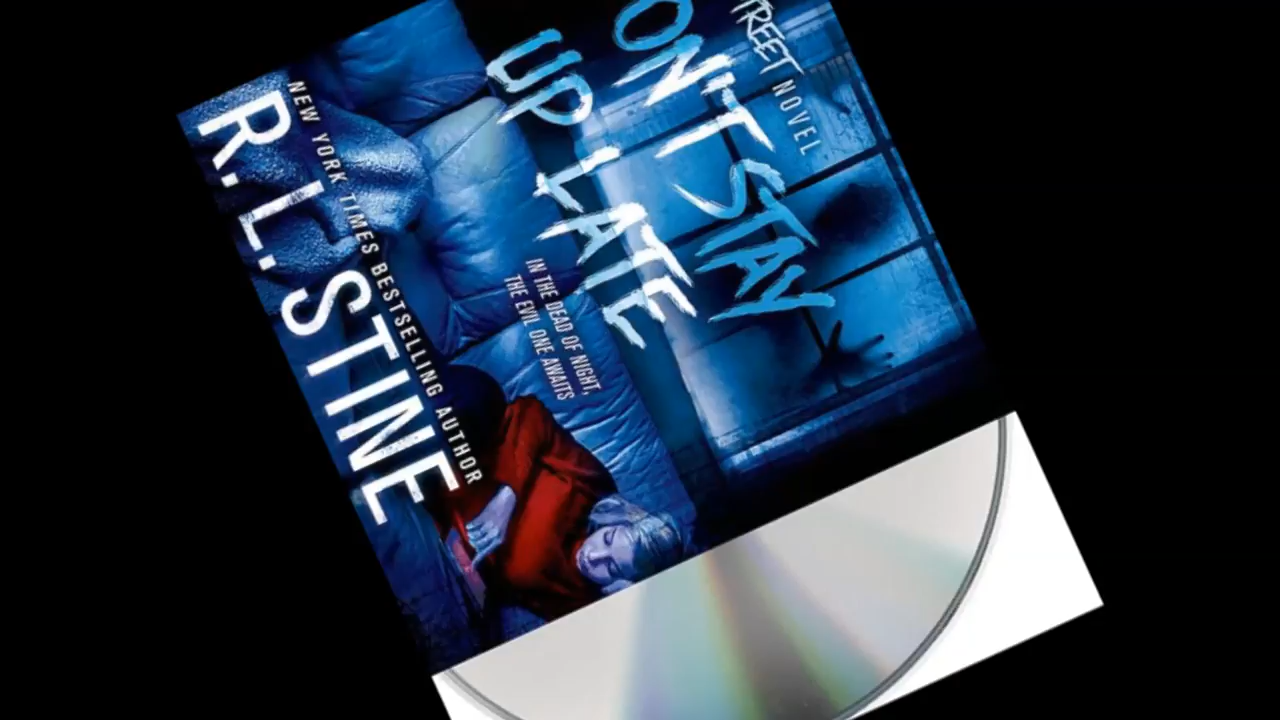 TREET NOVEL
ON'T STAY
UP LATE
IN THE DEAD OF NIGHT,
THE EVIL ONE AWAITS
NEW YORK TIMES BESTSELLING AUTHOR
R.L. STINE